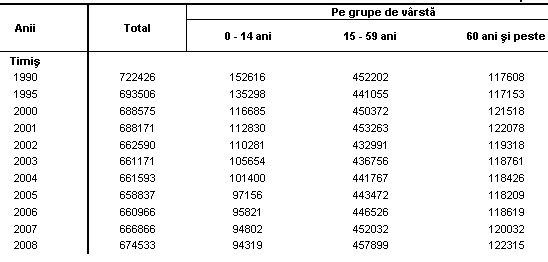 Pe grupe de vârstă
Anii Total 0 - 14 ani 15 - 59 ani 60 ani şi peste
Timiş
1990 722426 152616 452202 117608
1995 693506 135298 441055 117153
2000 688575 116685 450372 121518
2001 688171 112830 453263 122078
2002 662590 110281 432991 119318
2003 661171 105654 436756 118761
2004 661593 101400 441767 118426
2005 658837 97156 443472 118209
2006 660966 95821 446526 118619
2007 666866 94802 452032 120032
2008 674533 94319 457899 122315